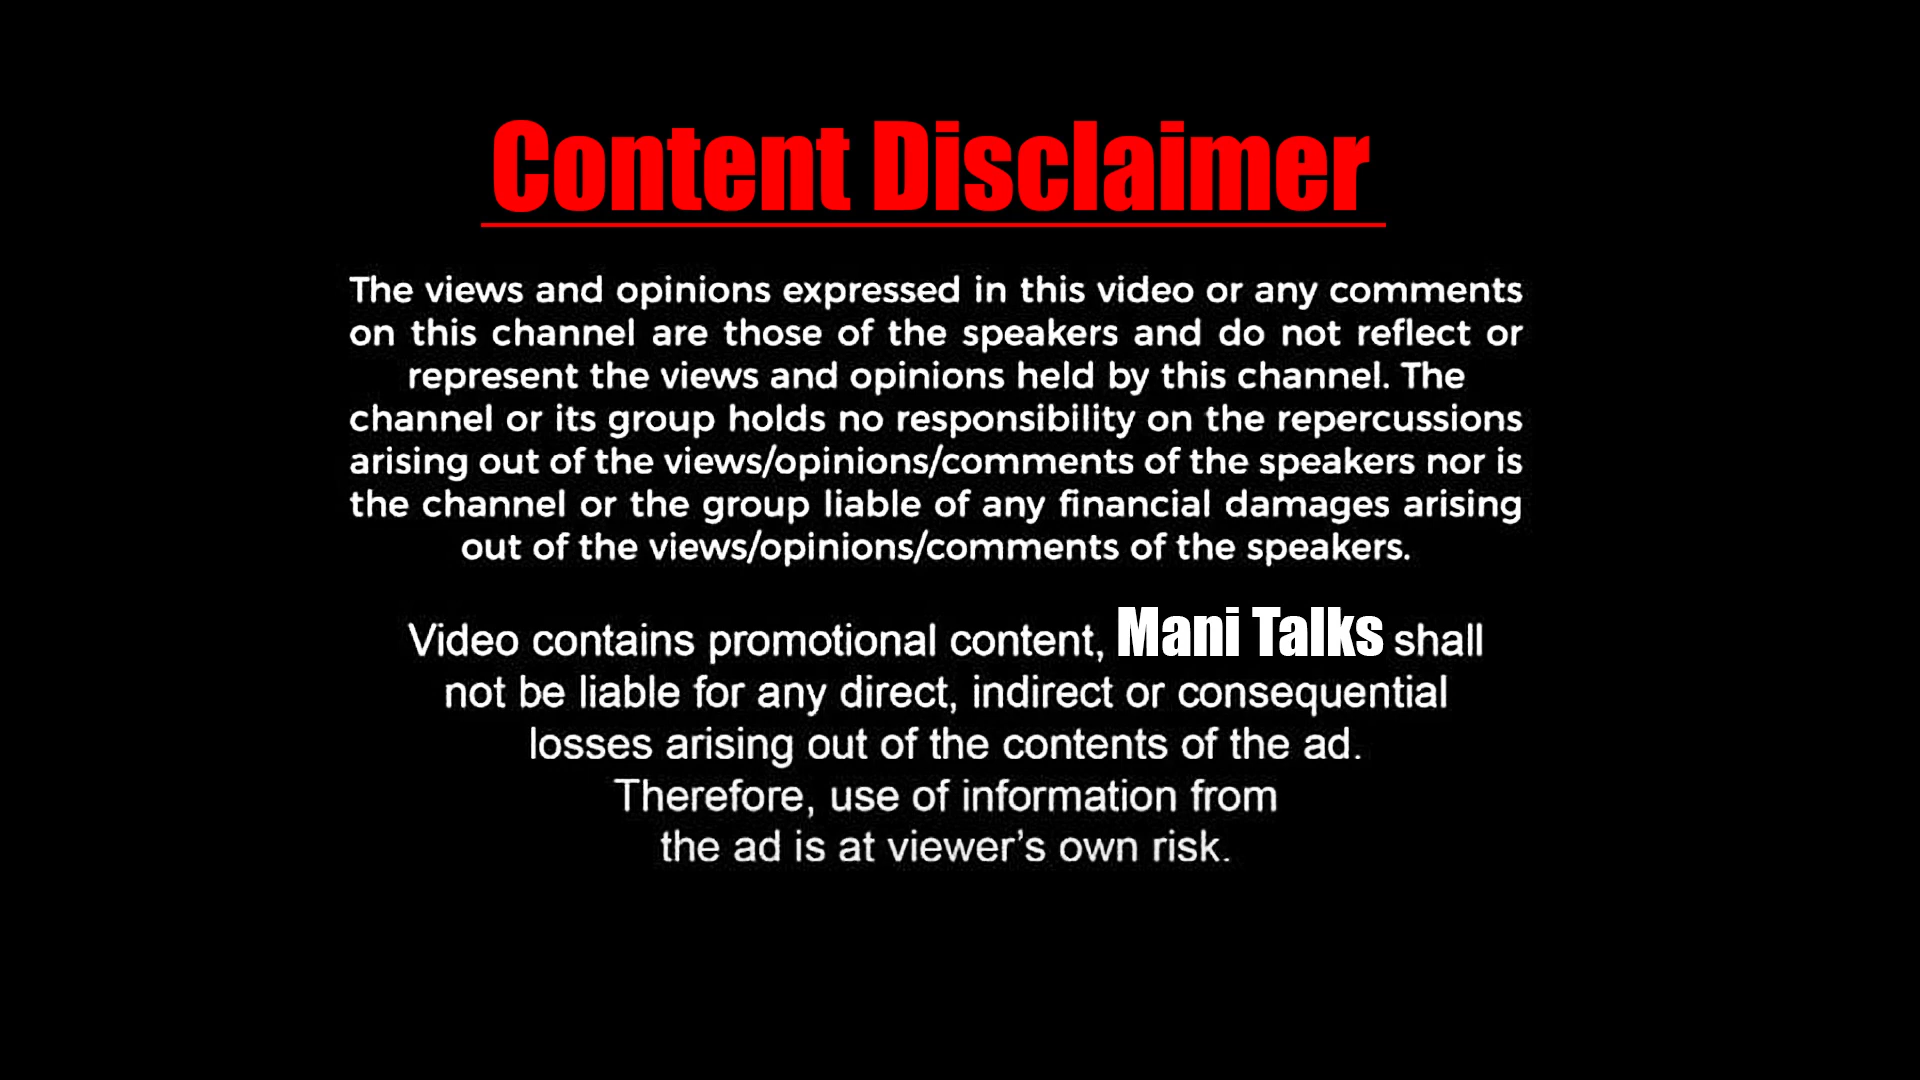 Content Disclaimer
The views and opinions expressed in this video or any comments
on this channel are those of the speakers and do not reflect or
represent the views and opinions held by this channel. The
channel or its group holds no responsibility on the repercussions
arising out of the views/opinions/comments of the speakers nor is
the channel or the group liable of any financial damages arising
out of the views/opinions/comments of the speakers.
Video contains promotional content, Mani Talks shall
not be liable for any direct, indirect or consequential
losses arising out of the contents of the ad.
Therefore, use of information from
the ad is at viewer’s own risk.